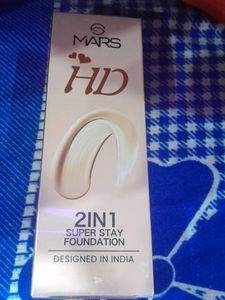 MARS
HD
2IN1
SUPER STAY
FOUNDATION
DESIGNED IN INDIA